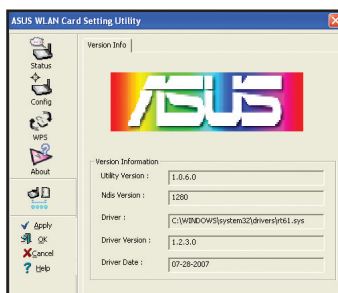 ASUS WLAN Card Setting Utility
Status
Config
WPS
About
Apply
OK
Cancel
Help
Version Info
ASUS
Version Information
Utility Version :
1.0.6.0
Ndis Version :
1280
Driver :
C:\WINDOWS\system32\drivers\rt61.sys
Driver Version :
1.2.3.0
Driver Date :
07-28-2007